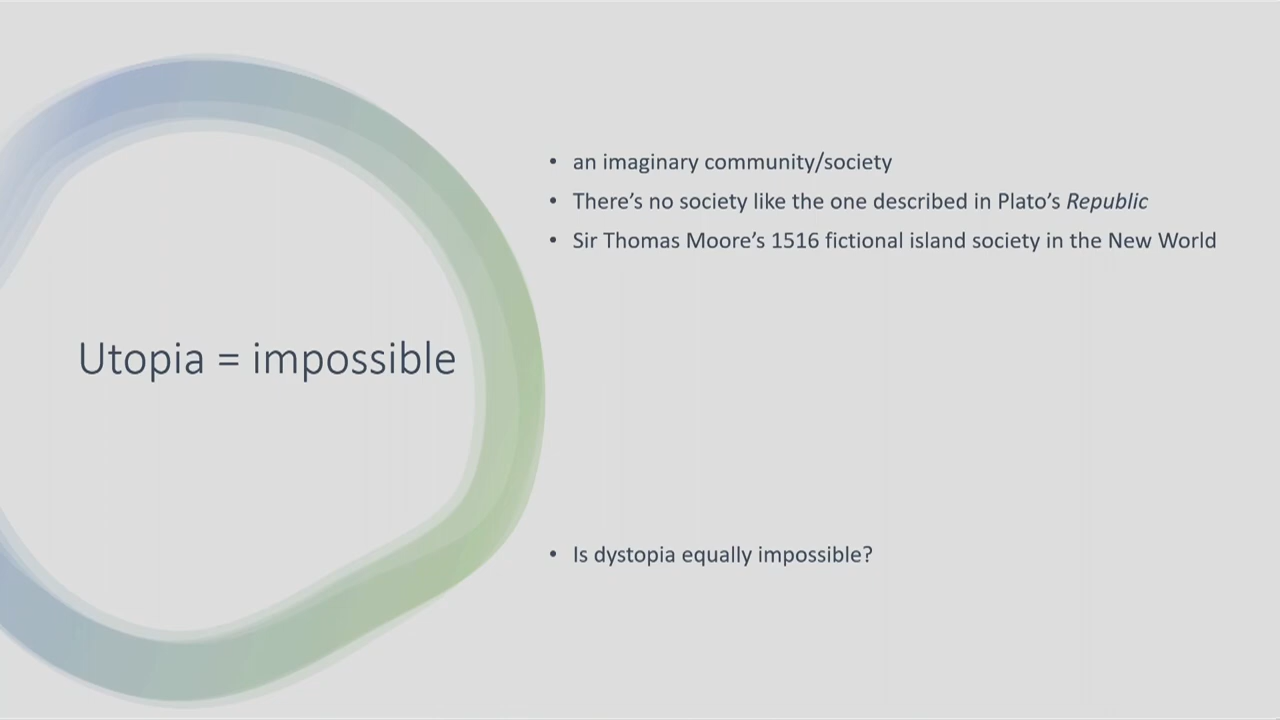 Utopia = impossible
• an imaginary community/society
• There's no society like the one described in Plato's Republic
• Sir Thomas Moore's 1516 fictional island society in the New World
• Is dystopia equally impossible?